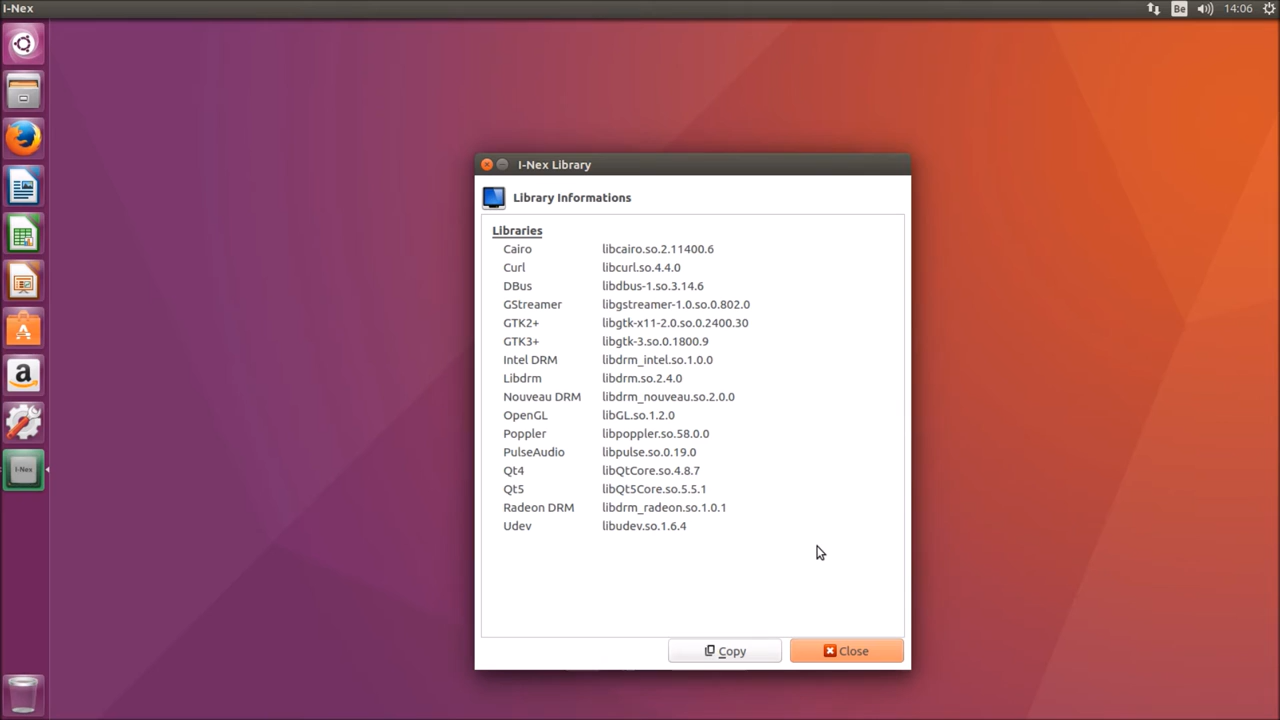 I-Nex
Be
14:06
I-Nex Library
Library Informations
Libraries
Cairo libcairo.so.2.11400.6
Curl libcurl.so.4.4.0
DBus libdbus-1.so.3.14.6
GStreamer libgstreamer-1.0.so.0.802.0
GTK2+ libgtk-x11-2.0.so.0.2400.30
GTK3+ libgtk-3.so.0.1800.9
Intel DRM libdrm_intel.so.1.0.0
Libdrm libdrm.so.2.4.0
Nouveau DRM libdrm_nouveau.so.2.0.0
OpenGL libGL.so.1.2.0
Poppler libpoppler.so.58.0.0
PulseAudio libpulse.so.0.19.0
Qt4 libQtCore.so.4.8.7
Qt5 libQt5Core.so.5.5.1
Radeon DRM libdrm_radeon.so.1.0.1
Udev libudev.so.1.6.4
Copy
Close
a
I-Nex